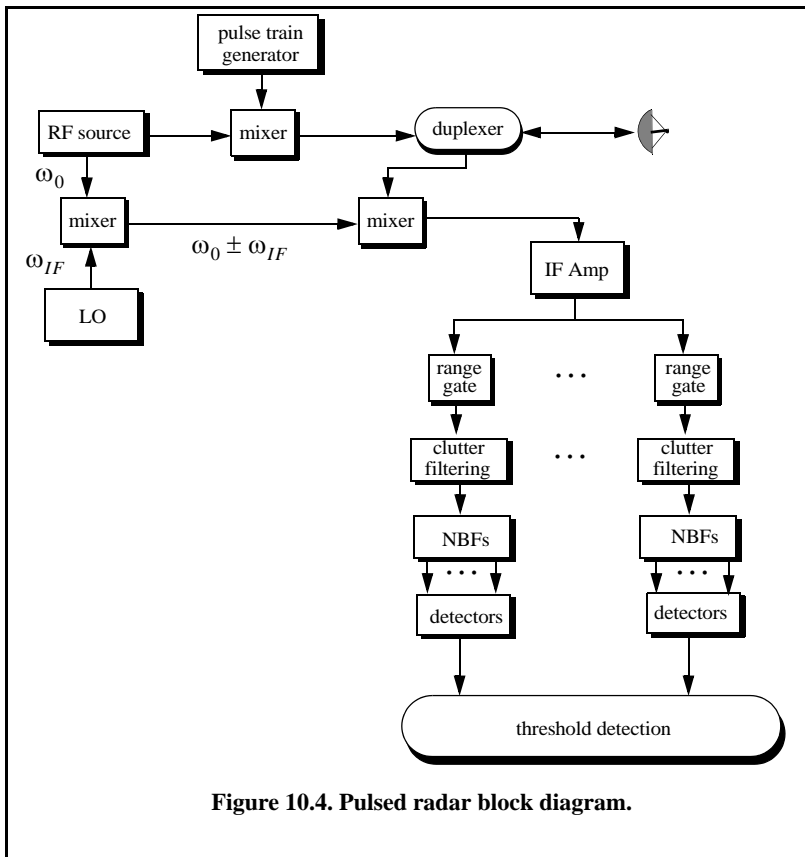 pulse train
generator
RF source
mixer
duplexer
ω0
mixer
mixer
ωIF
ω0 ± ωIF
IF Amp
LO
range
gate
• • •
range
gate
clutter
filtering
• • •
clutter
filtering
NBFs
NBFs
• • •
• • •
detectors
detectors
threshold detection
Figure 10.4. Pulsed radar block diagram.